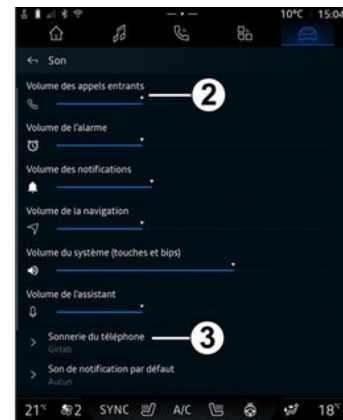 10°C 15:04
Son
Volume des appels entrants
2
Volume de l'alarme
Volume des notifications
Volume de la navigation
Volume du système (touches et bips)
Volume de l'assistant
Sonnerie du téléphone
3
Girtab
Son de notification par défaut
Aucun
21° 2 SYNC A/C 18°